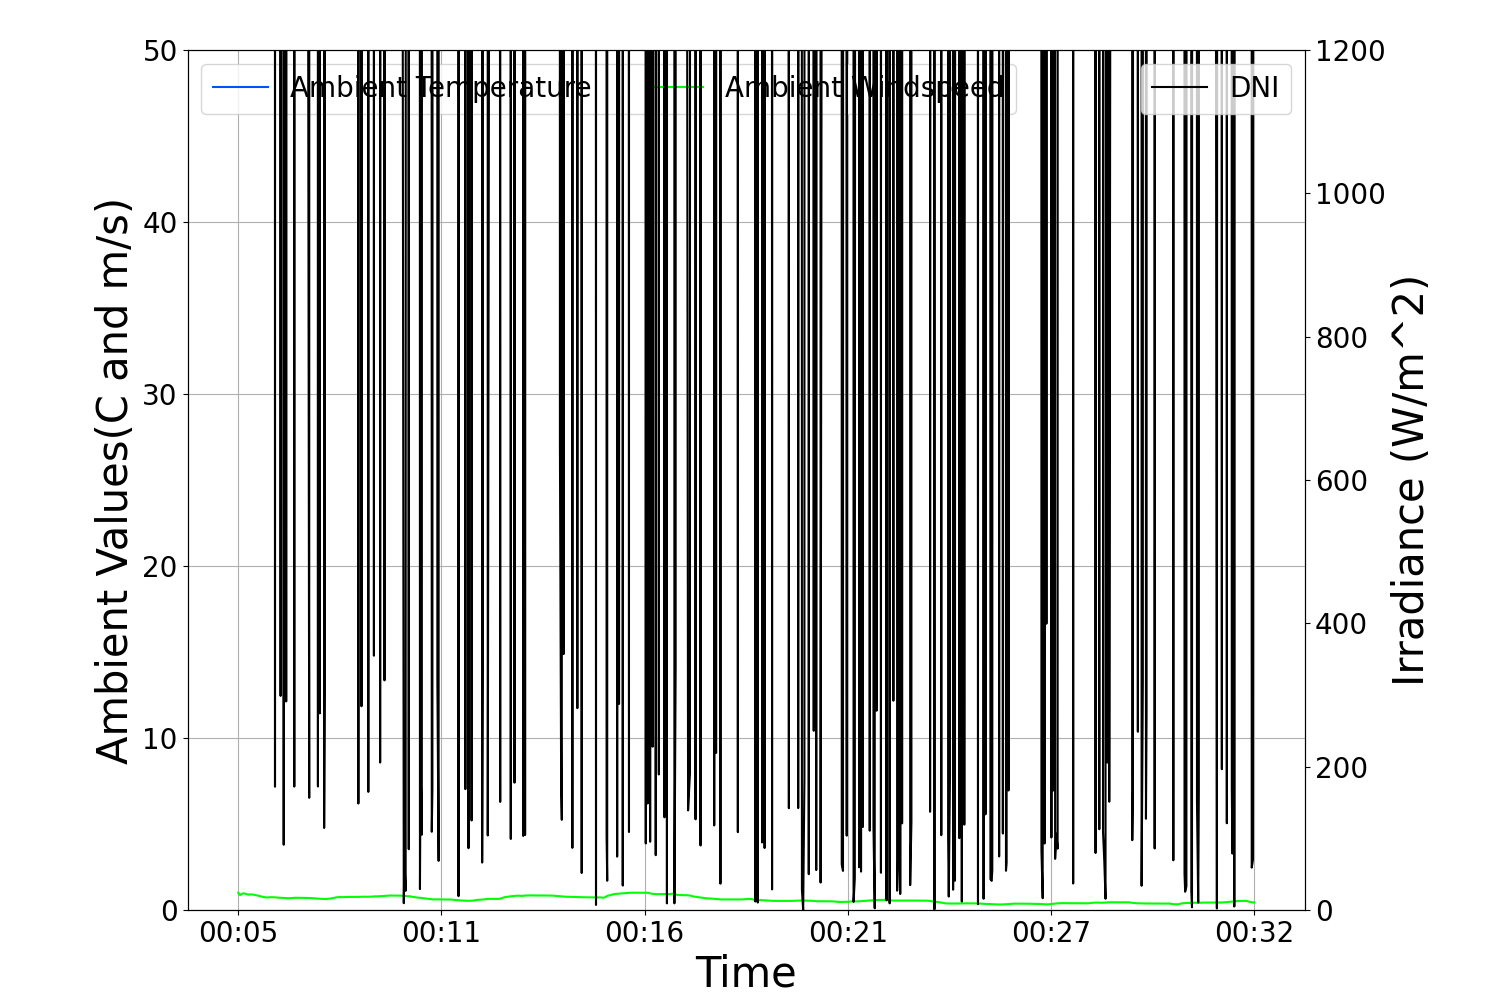 Ambient Temperature
Ambient Windspeed
DNI
Ambient Values(C and m/s)
50
40
30
20
10
0
1200
1000
800
600
400
200
0
Irradiance (W/m^2)
00:05 00:11 00:16 00:21 00:27 00:32
Time